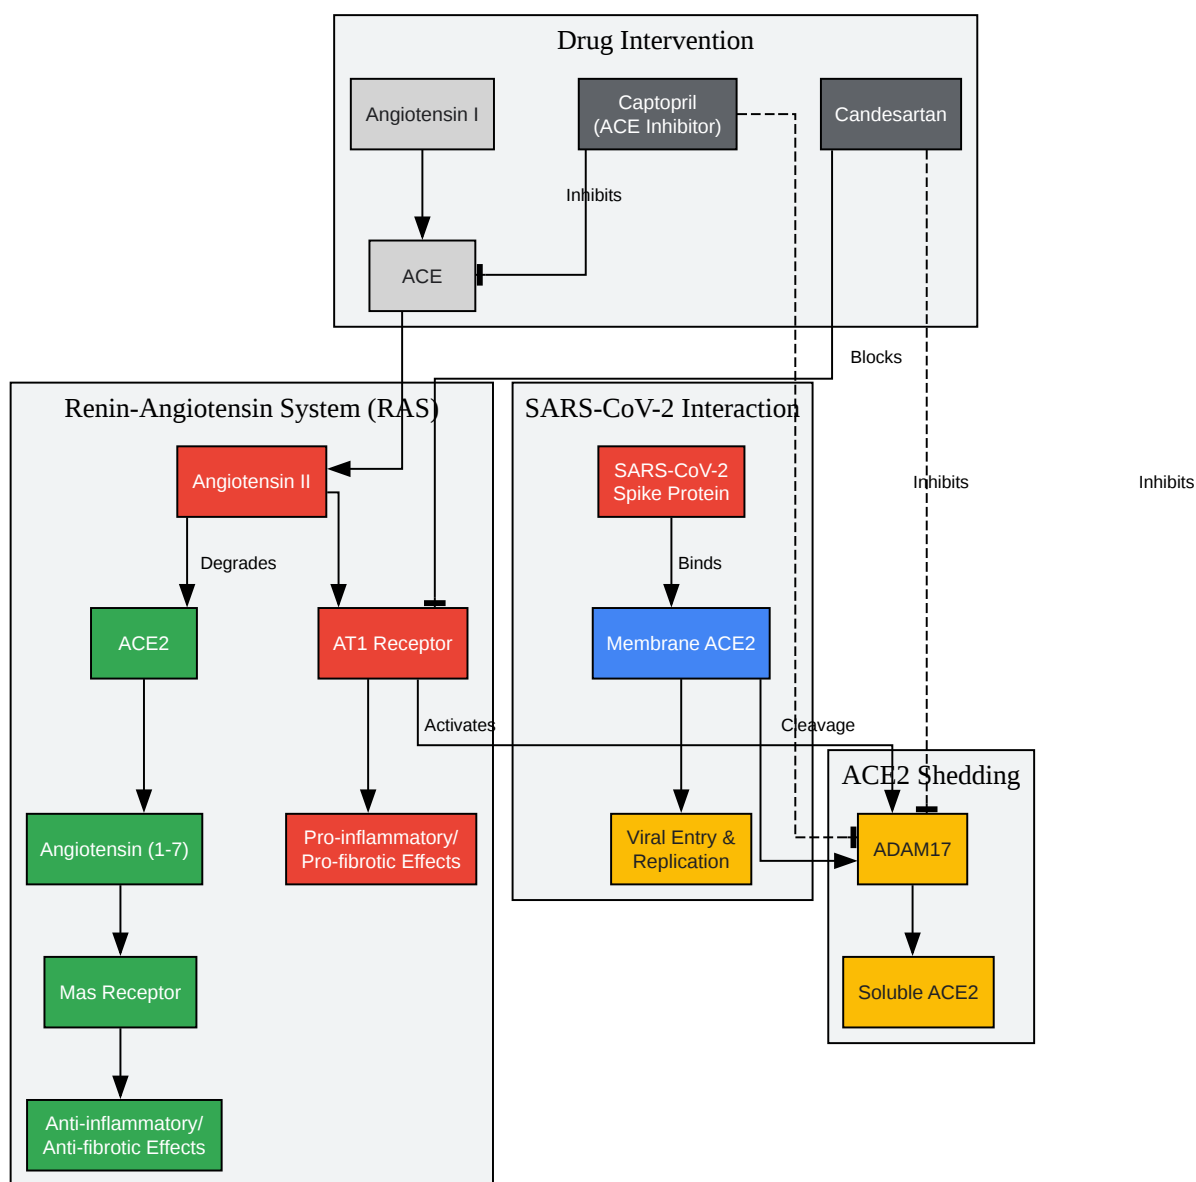 Drug Intervention
Angiotensin I
Captopril
(ACE Inhibitor)
Candesartan
Inhibits
ACE
Blocks
Renin-Angiotensin System (RAS)
SARS-CoV-2 Interaction
Angiotensin II
SARS-CoV-2
Spike Protein
Inhibits
Inhibits
Degrades
Binds
ACE2
AT1 Receptor
Membrane ACE2
Activates
Cleavage
ACE2 Shedding
Angiotensin (1-7)
Pro-inflammatory/
Pro-fibrotic Effects
Viral Entry &
Replication
ADAM17
Mas Receptor
Soluble ACE2
Anti-inflammatory/
Anti-fibrotic Effects